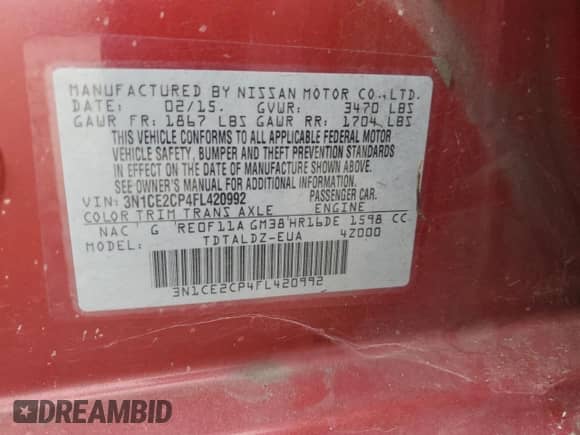 MANUFACTURED BY NISSAN MOTOR CO.,LTD.
DATE: 02/15. GVWR: 3470 LBS
GAWR FR: 1867 LBS GAWR RR: 1704 LBS
THIS VEHICLE CONFORMS TO ALL APPLICABLE FEDERAL MOTOR
VEHICLE SAFETY, BUMPER AND THEFT PREVENTION STANDARDS
IN EFFECT ON THE DATE OF MANUFACTURE SHOWN ABOVE.
SEE OWNER'S MANUAL FOR ADDITIONAL INFORMATION.
VIN: 3N1CE2CP4FL420992 PASSENGER CAR.
COLOR TRIM TRANS AXLE ENGINE
NAC G RE0F11A GM38 HR16DE 1598 CC
MODEL: TDTALDZ-EUA 4Z000
3N1CE2CP4FL420992
DREAMBID